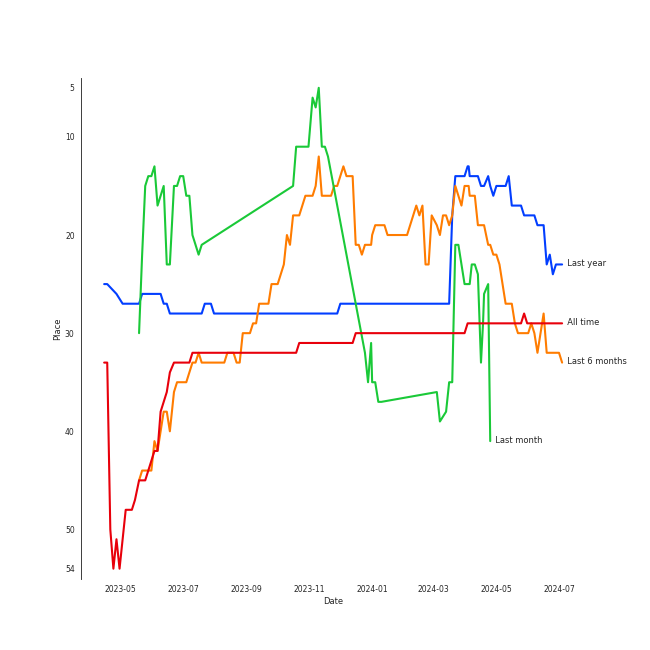 5
10
20
30
40
50
54
Place
2023-05
2023-07
2023-09
2023-11
2024-01
2024-03
2024-05
2024-07
Date
Last year
All time
Last 6 months
Last month